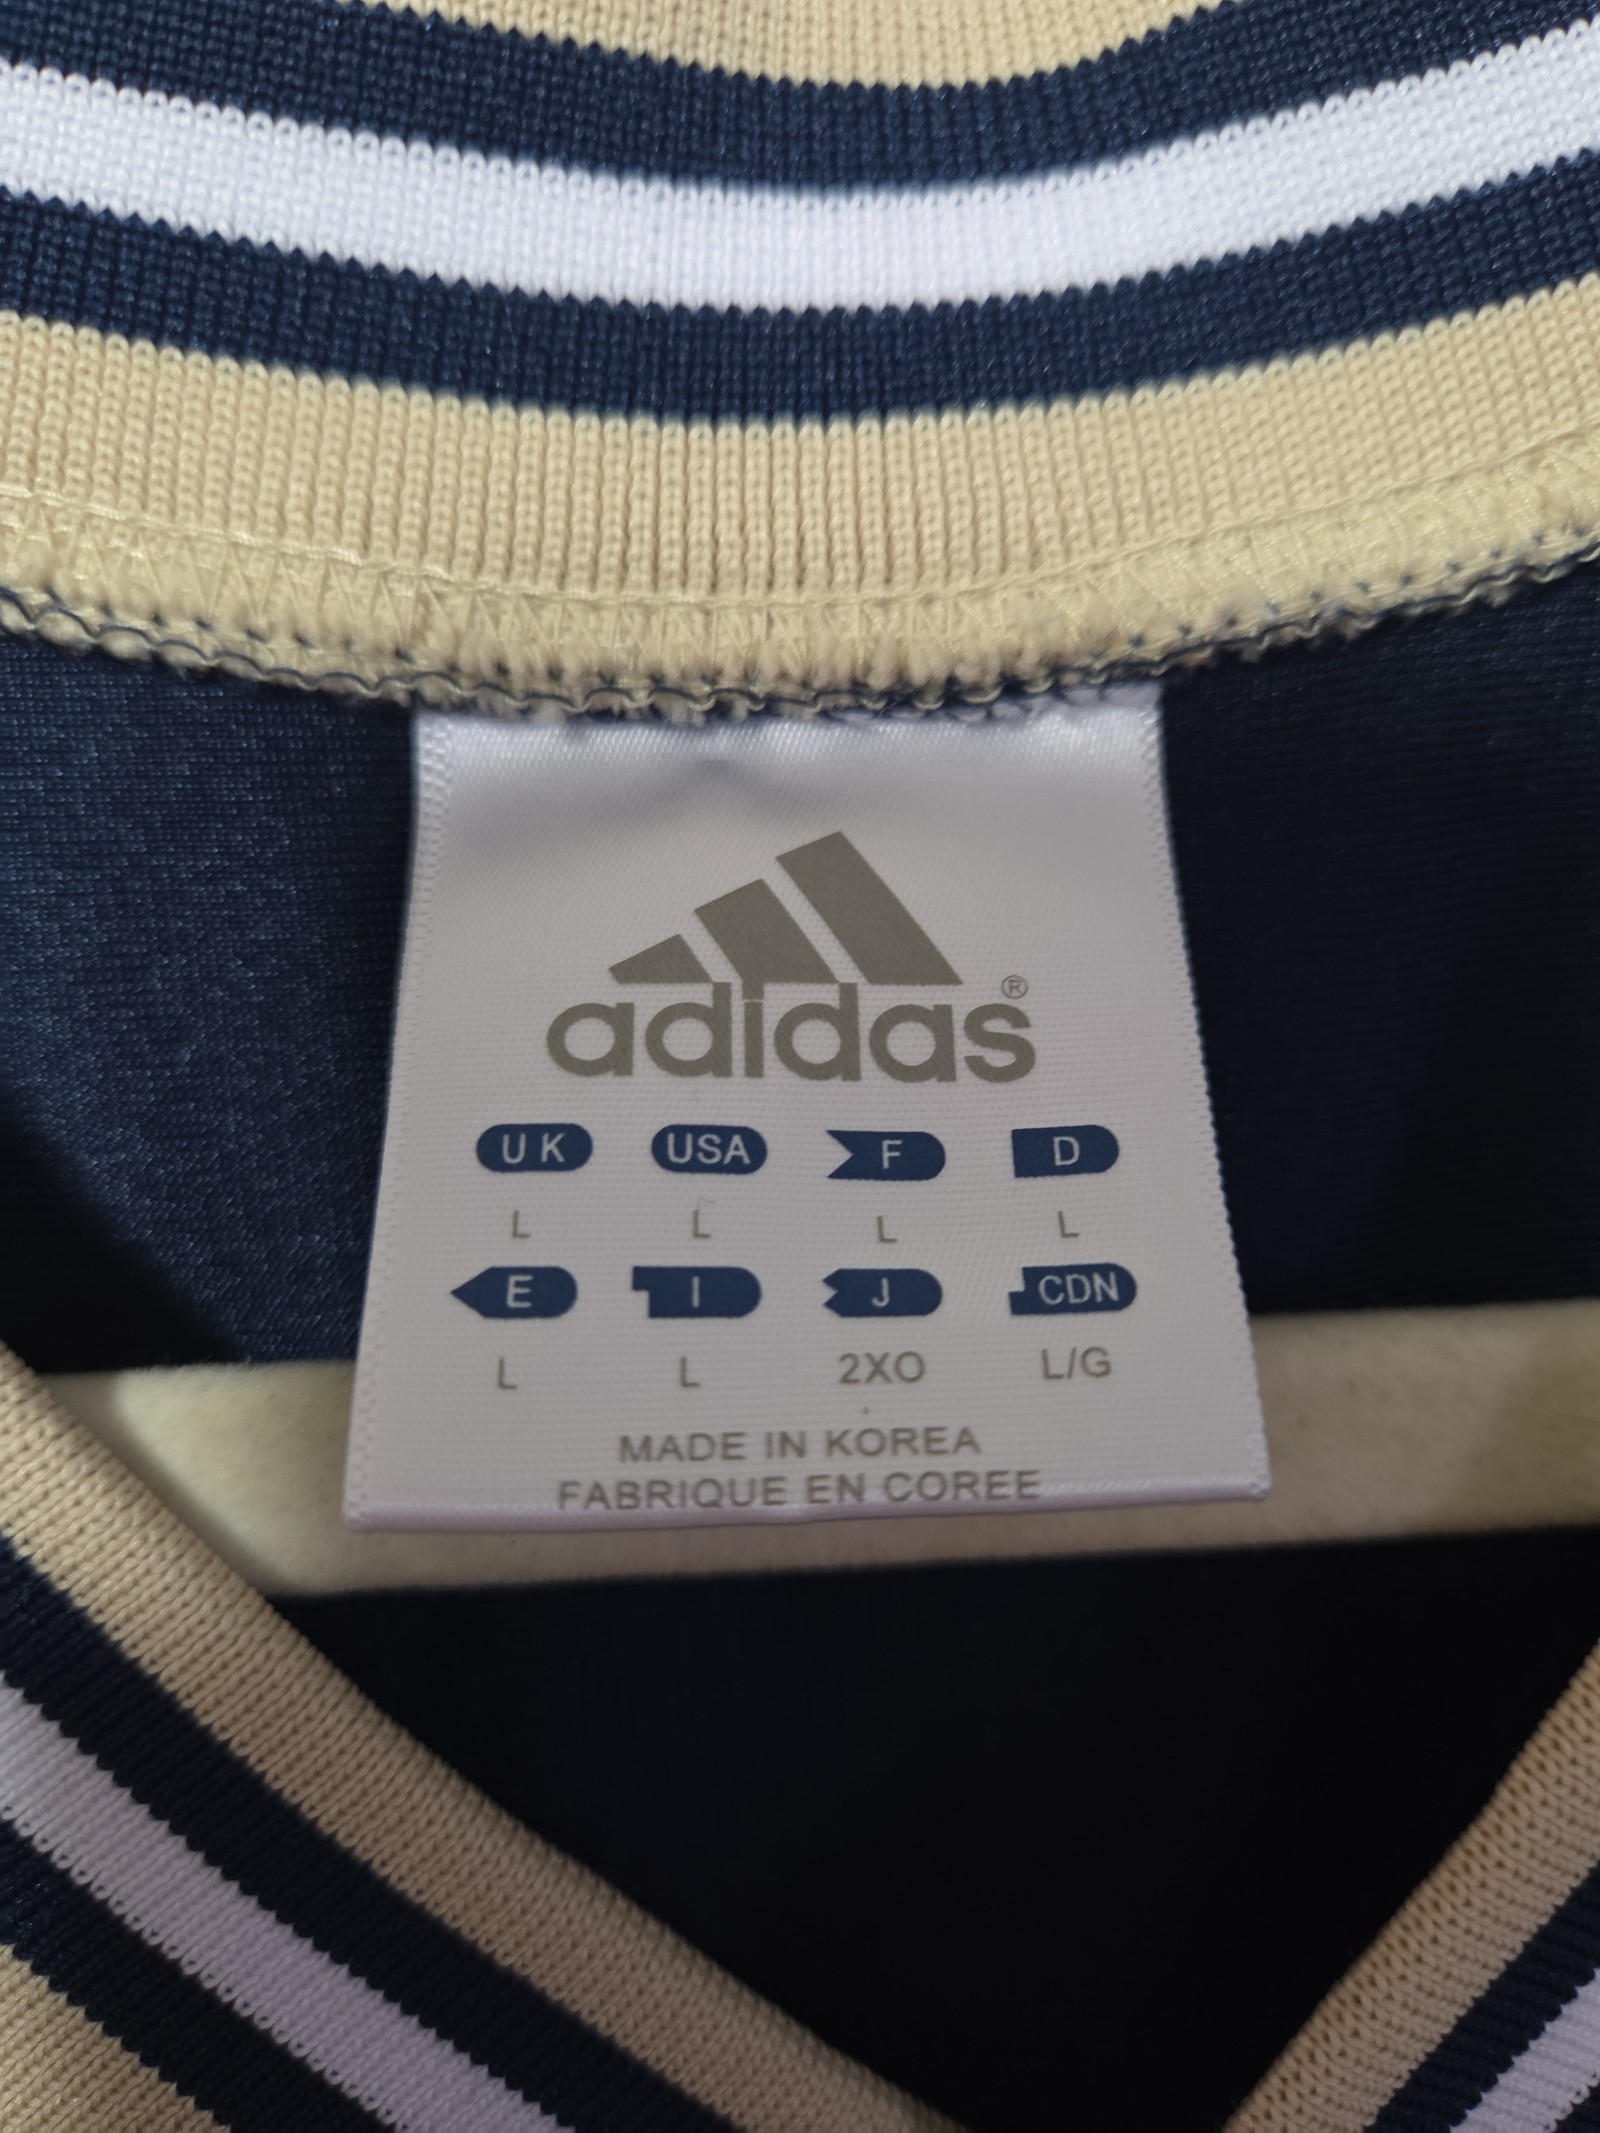 adidas®
UK USA F D
L L L L
E I J CDN
L L 2XO L/G
MADE IN KOREA
FABRIQUE EN COREE